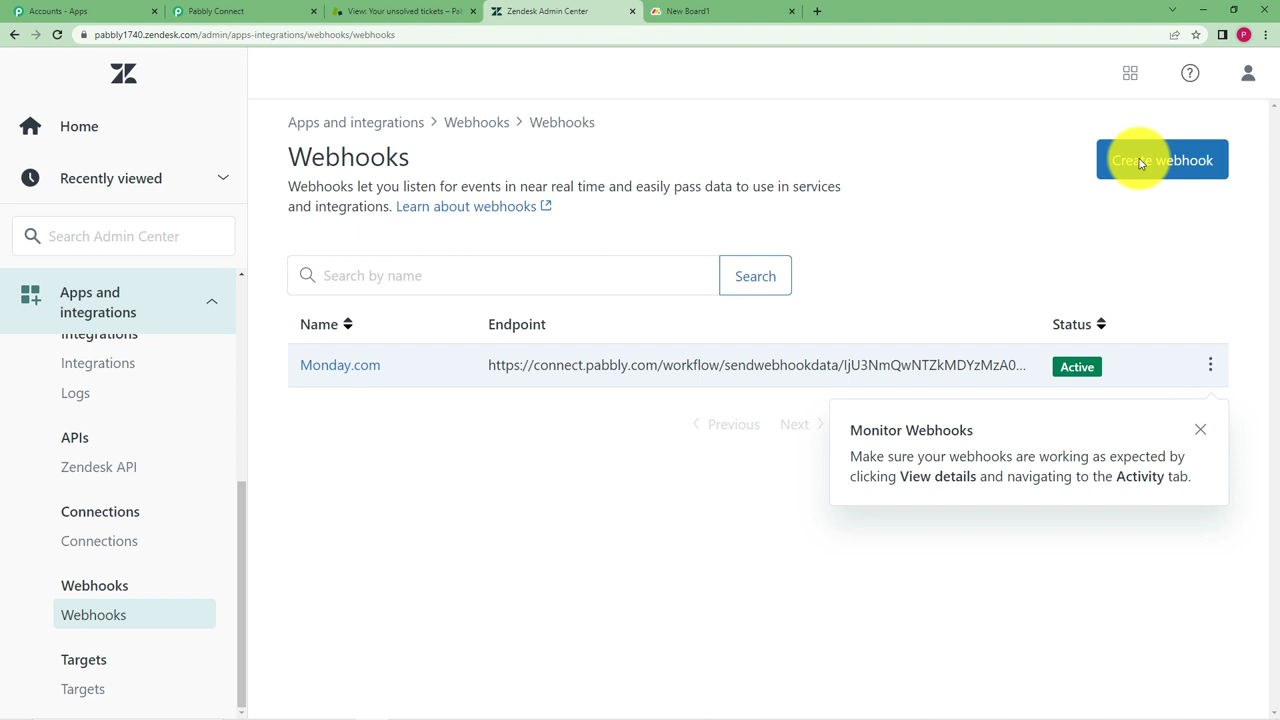 Accounts - Apps
Pabbly Connect
View: Your unsolved tickets – Pa
Zendesk Admin Center
New Board1
pabbly1740.zendesk.com/admin/apps-integrations/webhooks/webhooks
P
Home
Recently viewed
Search Admin Center
Apps and
integrations
Integrations
Integrations
Logs
APIs
Zendesk API
Connections
Connections
Webhooks
Webhooks
Targets
Targets
Apps and integrations > Webhooks > Webhooks
Webhooks
Create webhook
Webhooks let you listen for events in near real time and easily pass data to use in services
and integrations. Learn about webhooks
Search by name
Search
Name Endpoint Status
Monday.com https://connect.pabbly.com/workflow/sendwebhookdata/IjU3NmQwNTZkMDYzMzA0... Active
Previous Next
Monitor Webhooks
Make sure your webhooks are working as expected by
clicking View details and navigating to the Activity tab.